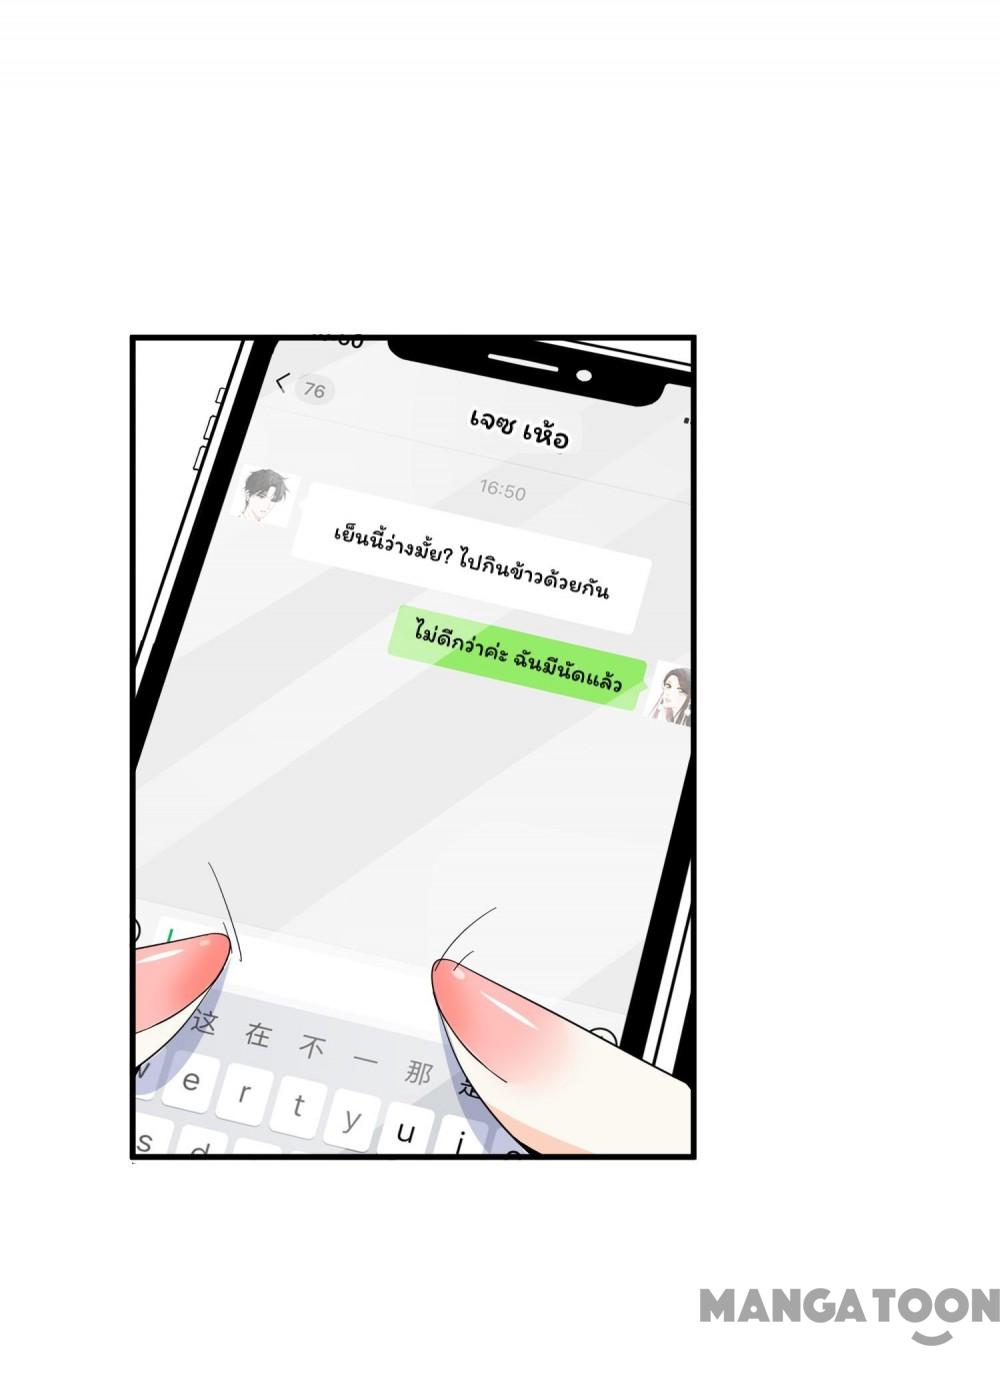 76
เจซ เห้อ
16:50
เย็นนี้ว่างมั้ย? ไปกินข้าวด้วยกัน
ไม่ดีกว่าค่ะ ฉันมีนัดแล้ว
这 在 不 一 那
e r t y u i
s d
MANGATOON